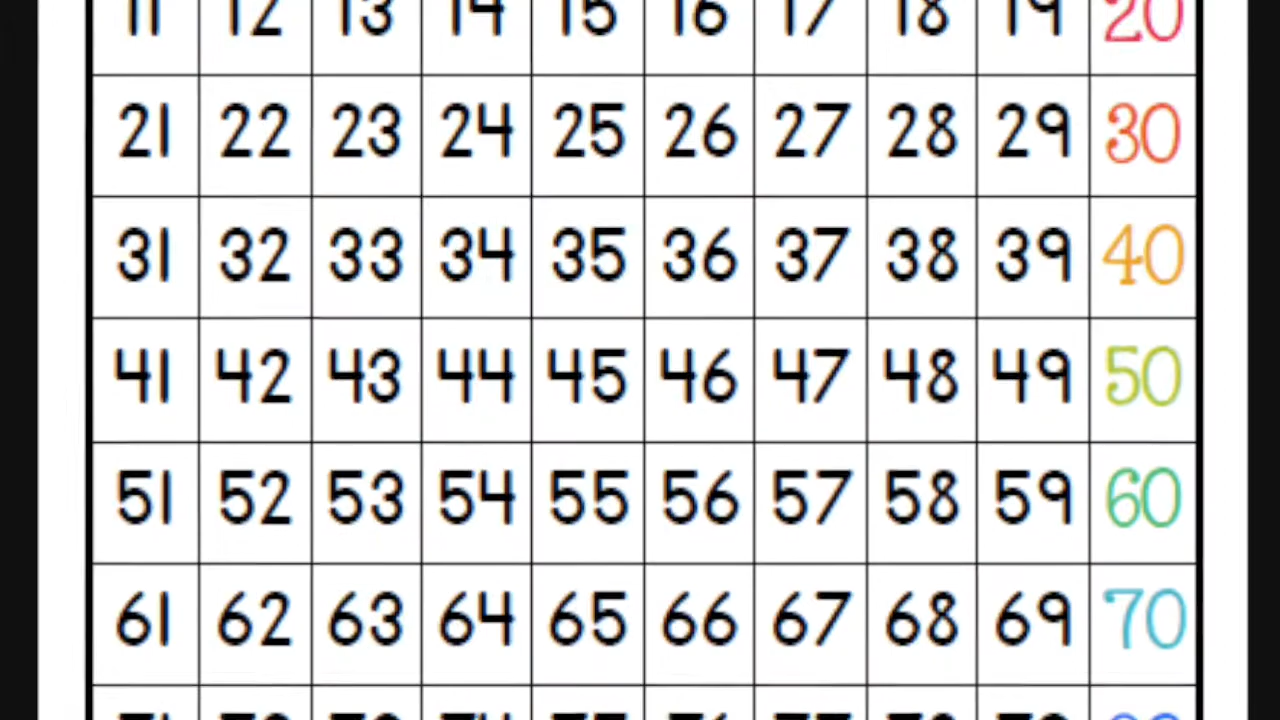 11 12 13 14 15 16 17 18 19 20
21 22 23 24 25 26 27 28 29 30
31 32 33 34 35 36 37 38 39 40
41 42 43 44 45 46 47 48 49 50
51 52 53 54 55 56 57 58 59 60
61 62 63 64 65 66 67 68 69 70